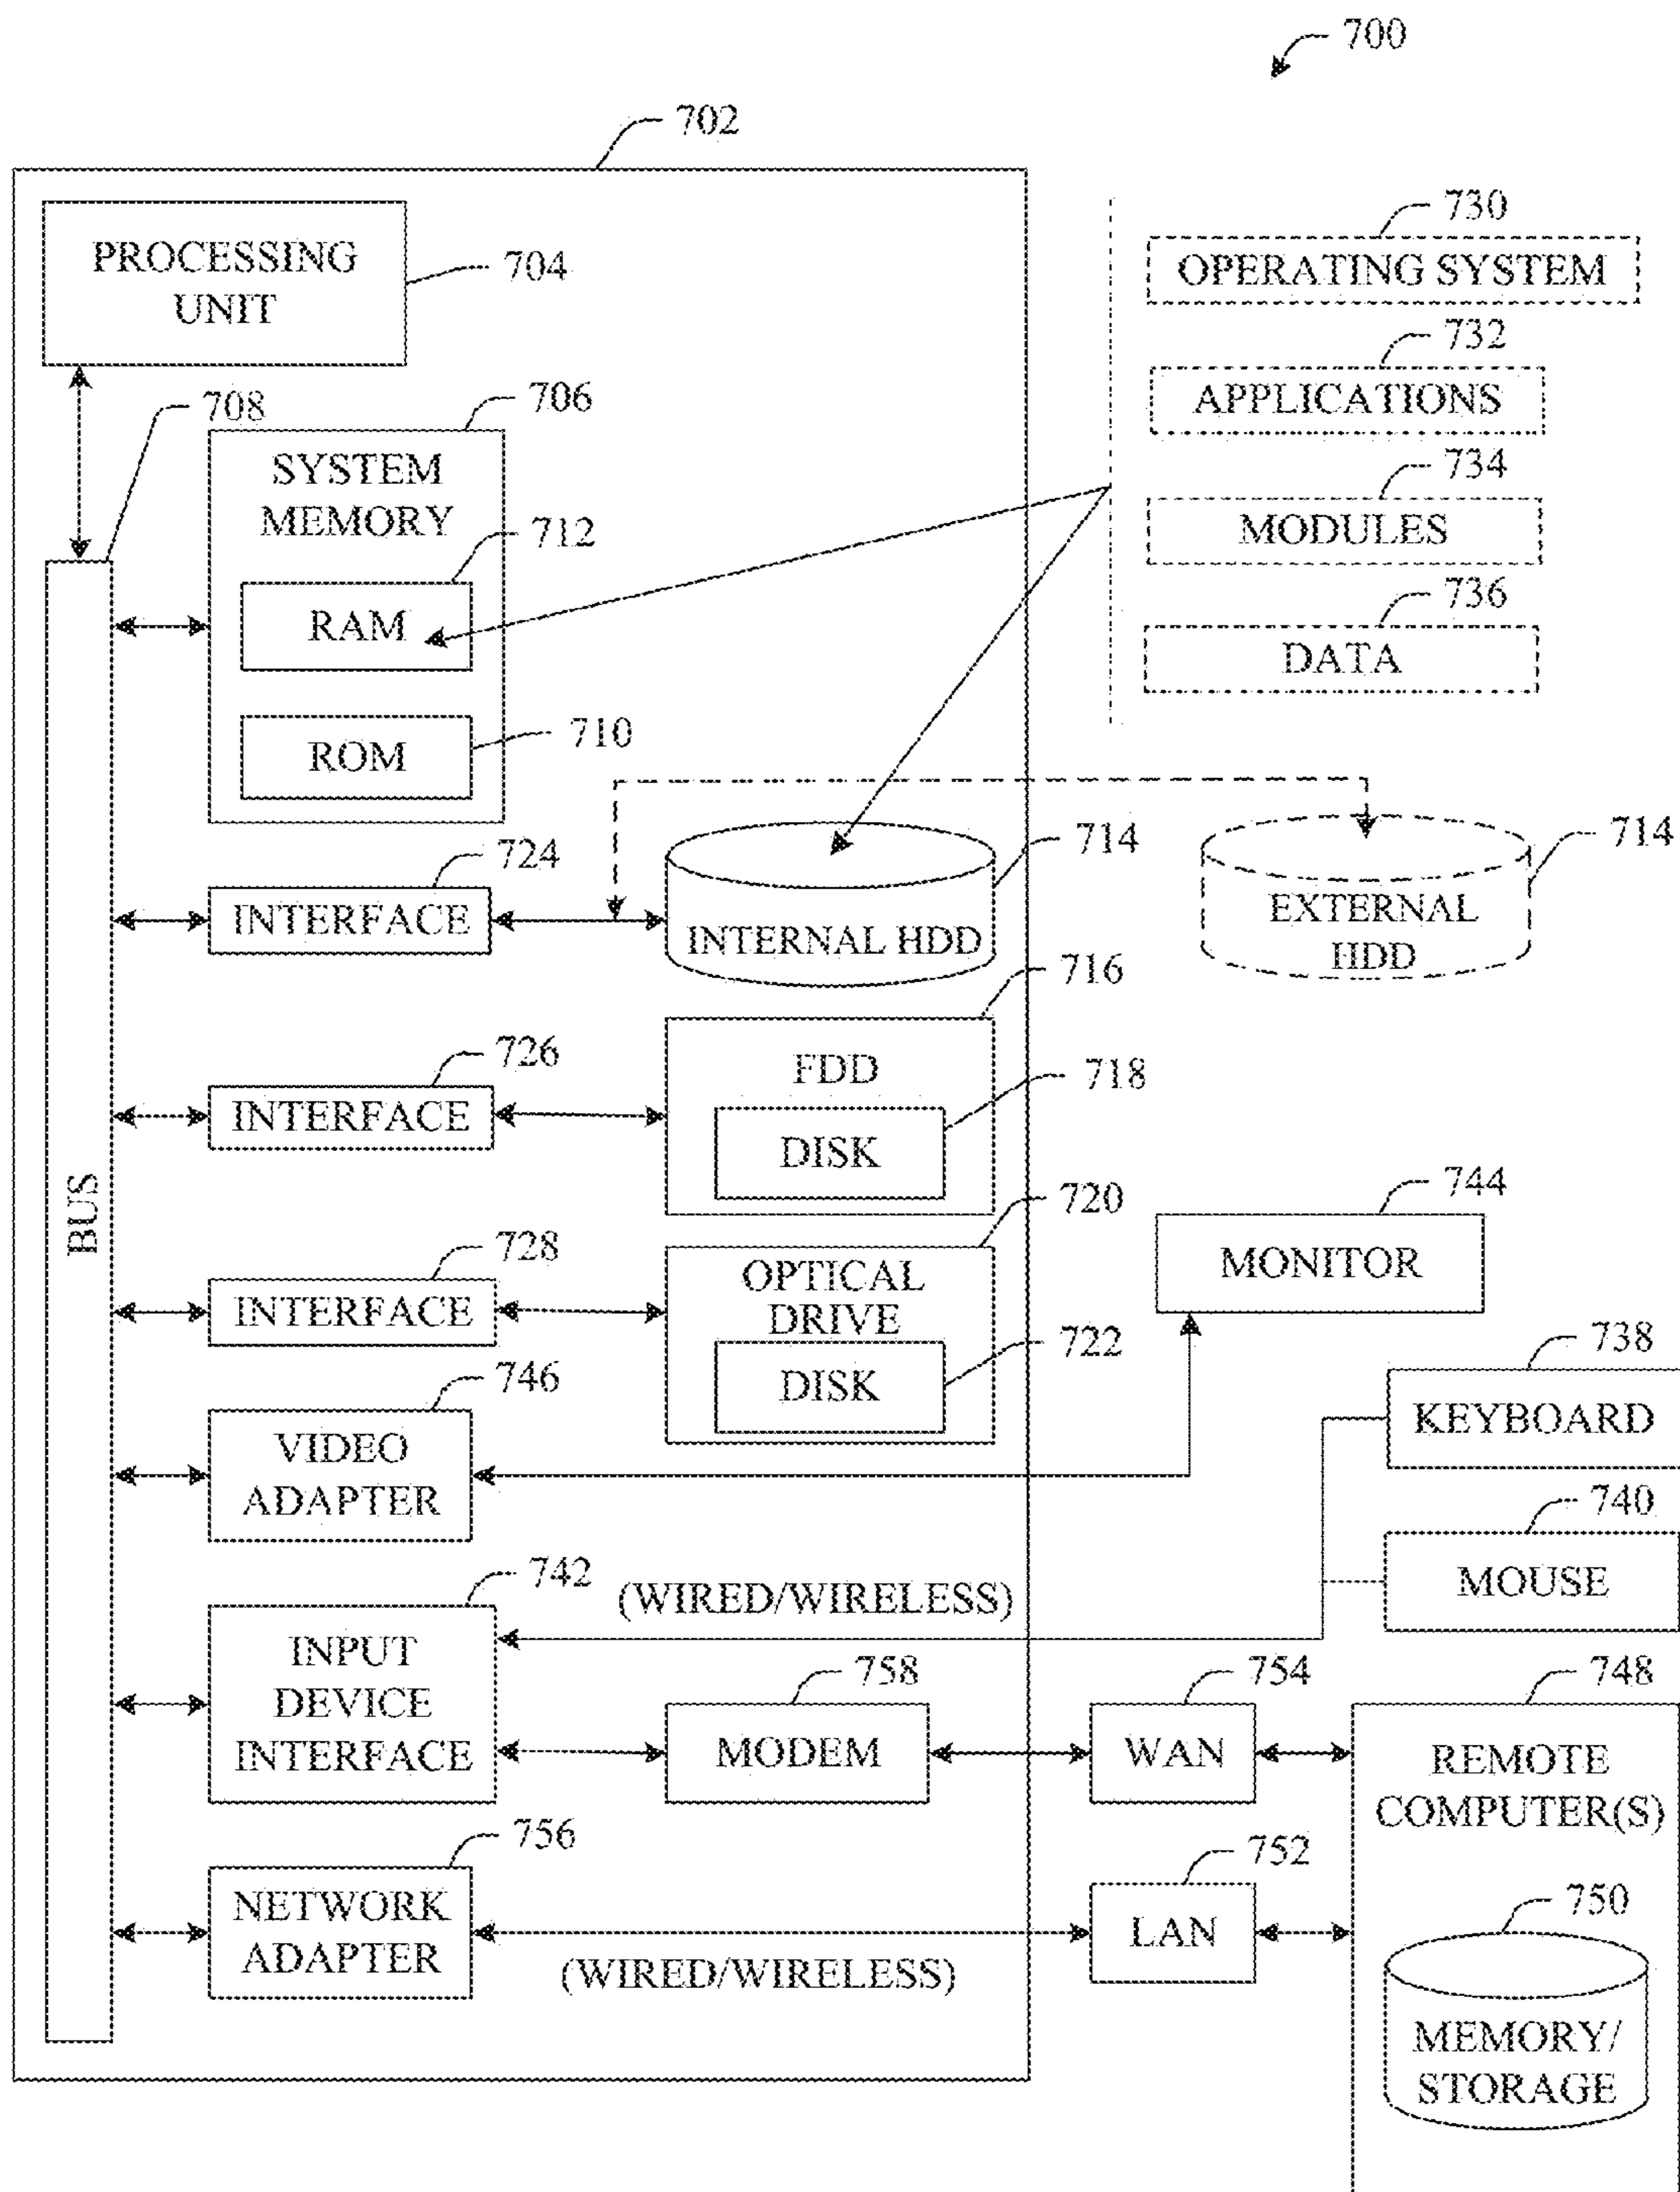 700
702
PROCESSING
UNIT
704
730
OPERATING SYSTEM
732
APPLICATIONS
734
MODULES
736
DATA
708
706
SYSTEM
MEMORY
712
RAM
710
ROM
724
INTERFACE
714
INTERNAL HDD
714
EXTERNAL
HDD
716
FDD
718
DISK
726
INTERFACE
BUS
720
OPTICAL
DRIVE
722
DISK
728
INTERFACE
744
MONITOR
746
VIDEO
ADAPTER
738
KEYBOARD
740
MOUSE
742
(WIRED/WIRELESS)
INPUT
DEVICE
INTERFACE
758
MODEM
754
WAN
748
REMOTE
COMPUTER(S)
756
NETWORK
ADAPTER
(WIRED/WIRELESS)
752
LAN
750
MEMORY/
STORAGE